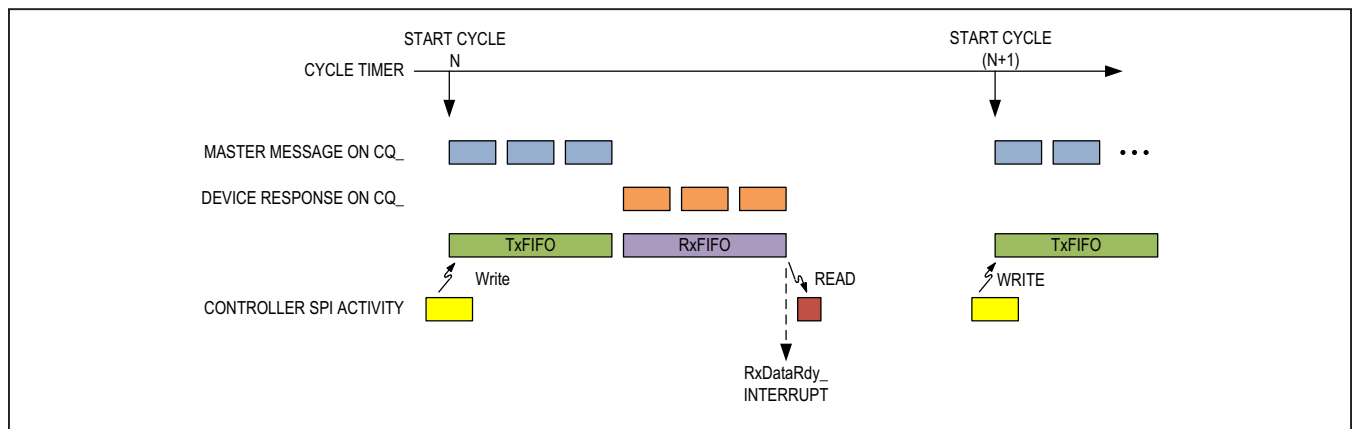 START CYCLE
N
START CYCLE
(N+1)
CYCLE TIMER
MASTER MESSAGE ON CQ_
•••
DEVICE RESPONSE ON CQ_
TxFIFO
RxFIFO
TxFIFO
Write
READ
WRITE
CONTROLLER SPI ACTIVITY
RxDataRdy_
INTERRUPT